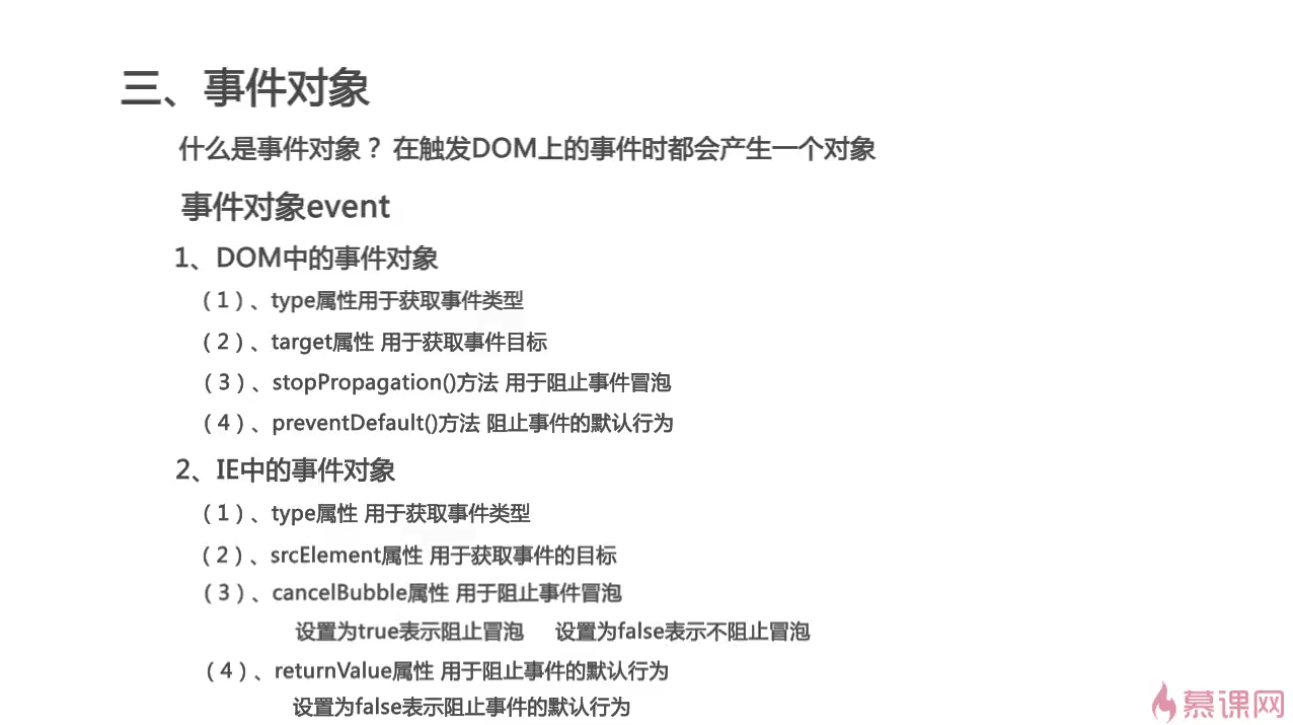 三、事件对象
什么是事件对象？在触发DOM上的事件时都会产生一个对象
事件对象event
1、DOM中的事件对象
（1）、type属性用于获取事件类型
（2）、target属性 用于获取事件目标
（3）、stopPropagation()方法 用于阻止事件冒泡
（4）、preventDefault()方法 阻止事件的默认行为
2、IE中的事件对象
（1）、type属性 用于获取事件类型
（2）、srcElement属性 用于获取事件的目标
（3）、cancelBubble属性 用于阻止事件冒泡
设置为true表示阻止冒泡 设置为false表示不阻止冒泡
（4）、returnValue属性 用于阻止事件的默认行为
设置为false表示阻止事件的默认行为
慕课网